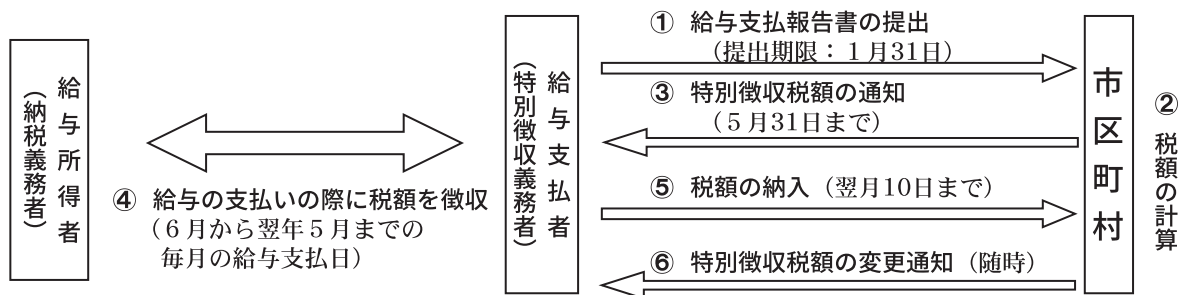 給与所得者
(納税義務者)
④ 給与の支払いの際に税額を徴収
(6月から翌年5月までの
毎月の給与支払日)
給与支払者
(特別徴収義務者)
① 給与支払報告書の提出
(提出期限：1月31日)
③ 特別徴収税額の通知
(5月31日まで)
⑤ 税額の納入(翌月10日まで)
⑥ 特別徴収税額の変更通知(随時)
市区町村
② 税額の計算